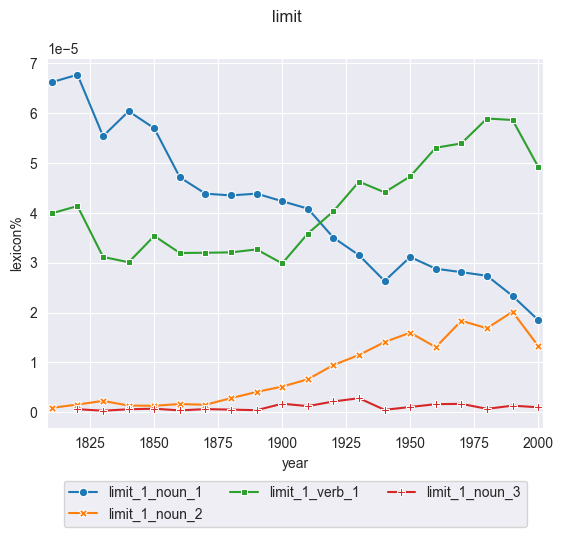 limit
1e−5
7
6
5
4
3
2
1
0
lexicon%
1825 1850 1875 1900 1925 1950 1975 2000
year
limit_1_noun_1 limit_1_verb_1 limit_1_noun_3
limit_1_noun_2